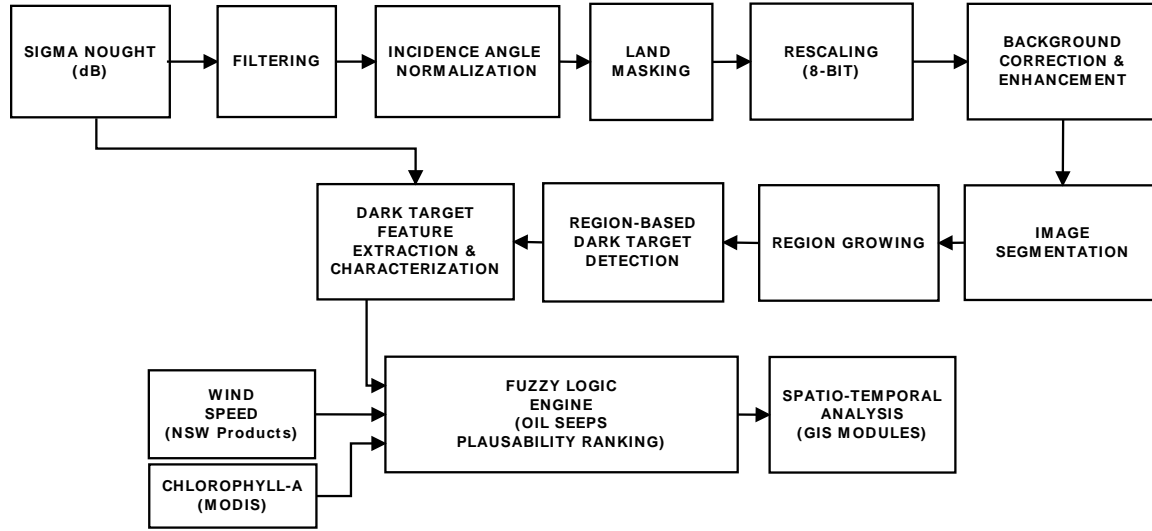 SIGMA NOUGHT
(dB)
FILTERING
INCIDENCE ANGLE
NORMALIZATION
LAND
MASKING
RESCALING
(8-BIT)
BACKGROUND
CORRECTION &
ENHANCEMENT
DARK TARGET
FEATURE
EXTRACTION &
CHARACTERIZATION
REGION-BASED
DARK TARGET
DETECTION
REGION GROWING
IMAGE
SEGMENTATION
WIND
SPEED
(NSW Products)
CHLOROPHYLL-A
(MODIS)
FUZZY LOGIC
ENGINE
(OIL SEEPS
PLAUSABILITY RANKING)
SPATIO-TEMPORAL
ANALYSIS
(GIS MODULES)